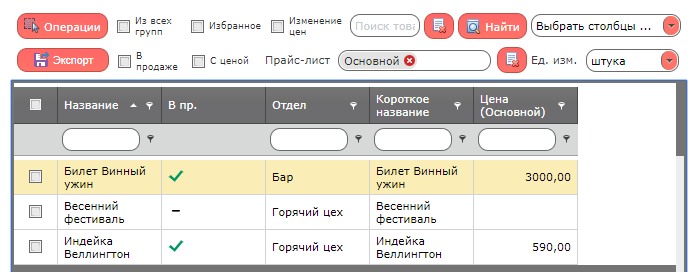 Операции
Из всех
групп
Избранное
Изменение
цен
Поиск това
Найти
Выбрать столбцы ...
Экспорт
В
продаже
С ценой
Прайс-лист
Основной
Ед. изм.
штука
Название
В пр.
Отдел
Короткое
название
Цена
(Основной)
Билет Винный
ужин
Бар
Билет Винный
ужин
3000,00
Весенний
фестиваль
Горячий цех
Весенний
фестиваль
Индейка
Веллингтон
Горячий цех
Индейка
Веллингтон
590,00